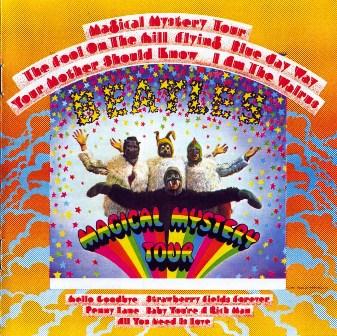 Magical Mystery Tour
The Fool On The Hill Flying Blue Jay Way
Your Mother Should Know I Am The Walrus
BEATLES
MAGICAL MYSTERY
TOUR
Hello Goodbye Strawberry Fields Forever
Penny Lane Baby You're A Rich Man
All You Need Is Love